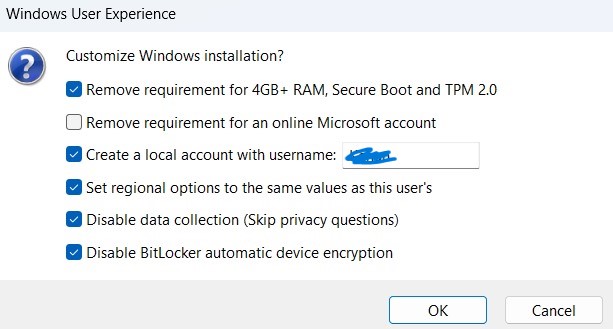 Windows User Experience
Customize Windows installation?
Remove requirement for 4GB+ RAM, Secure Boot and TPM 2.0
Remove requirement for an online Microsoft account
Create a local account with username:
Set regional options to the same values as this user's
Disable data collection (Skip privacy questions)
Disable BitLocker automatic device encryption
OK Cancel